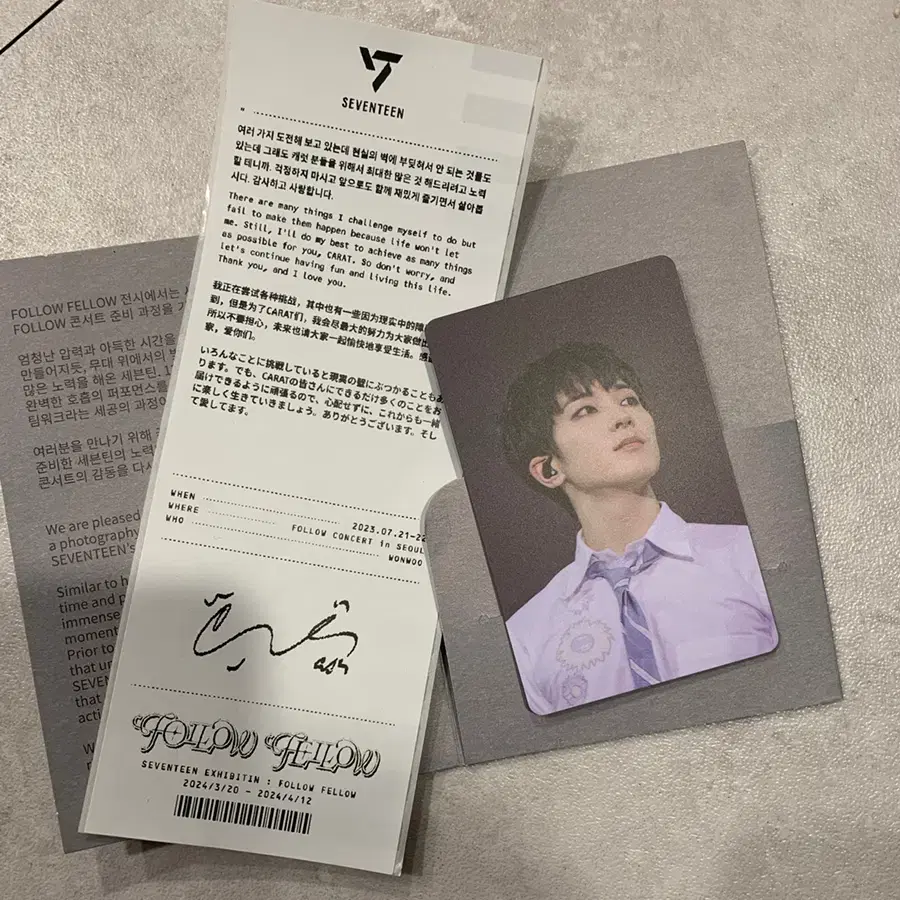 SEVENTEEN
"
여러 가지 도전해 보고 있는데 현실의 벽에 부딪혀서 안 되는 것들도
있는데 그래도 캐럿 분들을 위해서 최대한 많은 것 해드리려고 노력
할 테니까. 걱정하지 마시고 앞으로도 함께 재밌게 즐기면서 살아봅
시다. 감사하고 사랑합니다.
There are many things I challenge myself to do but
fail to make them happen because life won't let
me. Still, I'll do my best to achieve as many things
as possible for you, CARAT. So don't worry, and
let's continue having fun and living this life.
Thank you, and I love you.
我正在尝试各种挑战，其中也有一些因为现实中的障
到，但是为了CARAT们，我会尽最大的努力为大家做出
所以不要担心，未来也请大家一起愉快地享受生活。感
家，爱你们。
いろんなことに挑戦していると現実の壁にぶつかることもあ
ります。でも、CARATの皆さんにできるだけ多くのことをお
届けできるように頑張るので、心配せずに、これからも一緒
に楽しく生きていきましょう。ありがとうございます。そし
て愛してます。
WHEN 2023.07.21-22
WHERE FOLLOW CONCERT in SEOUL
WHO WONWOO
FOLLOW FELLOW
SEVENTEEN EXHIBITIN : FOLLOW FELLOW
2024/3/20 - 2024/4/12
FOLLOW FELLOW 전시에서는
FOLLOW 콘서트 준비 과정을
엄청난 압력과 아득한 시간을
만들어지듯, 무대 위에서의
많은 노력을 해온 세븐틴.
완벽한 호흡의 퍼포먼스를
팀워크라는 세공의 과정
여러분을 만나기 위해
준비한 세븐틴의 노력
콘서트의 감동을 다시
We are pleased
a photography
SEVENTEEN's
Similar to
time and
immense
moment
Prior to
that
SEVEN
that
acti